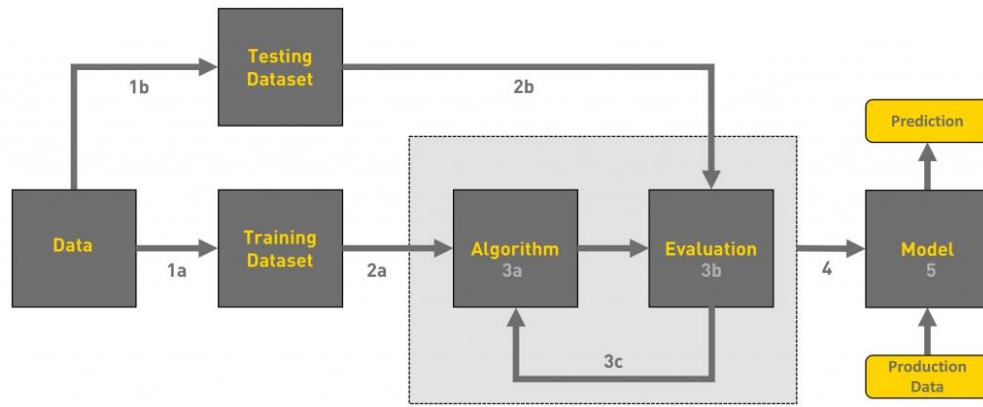 Testing
Dataset
1b
2b
Prediction
Data
1a
Training
Dataset
2a
Algorithm
3a
Evaluation
3b
4
Model
5
3c
Production
Data